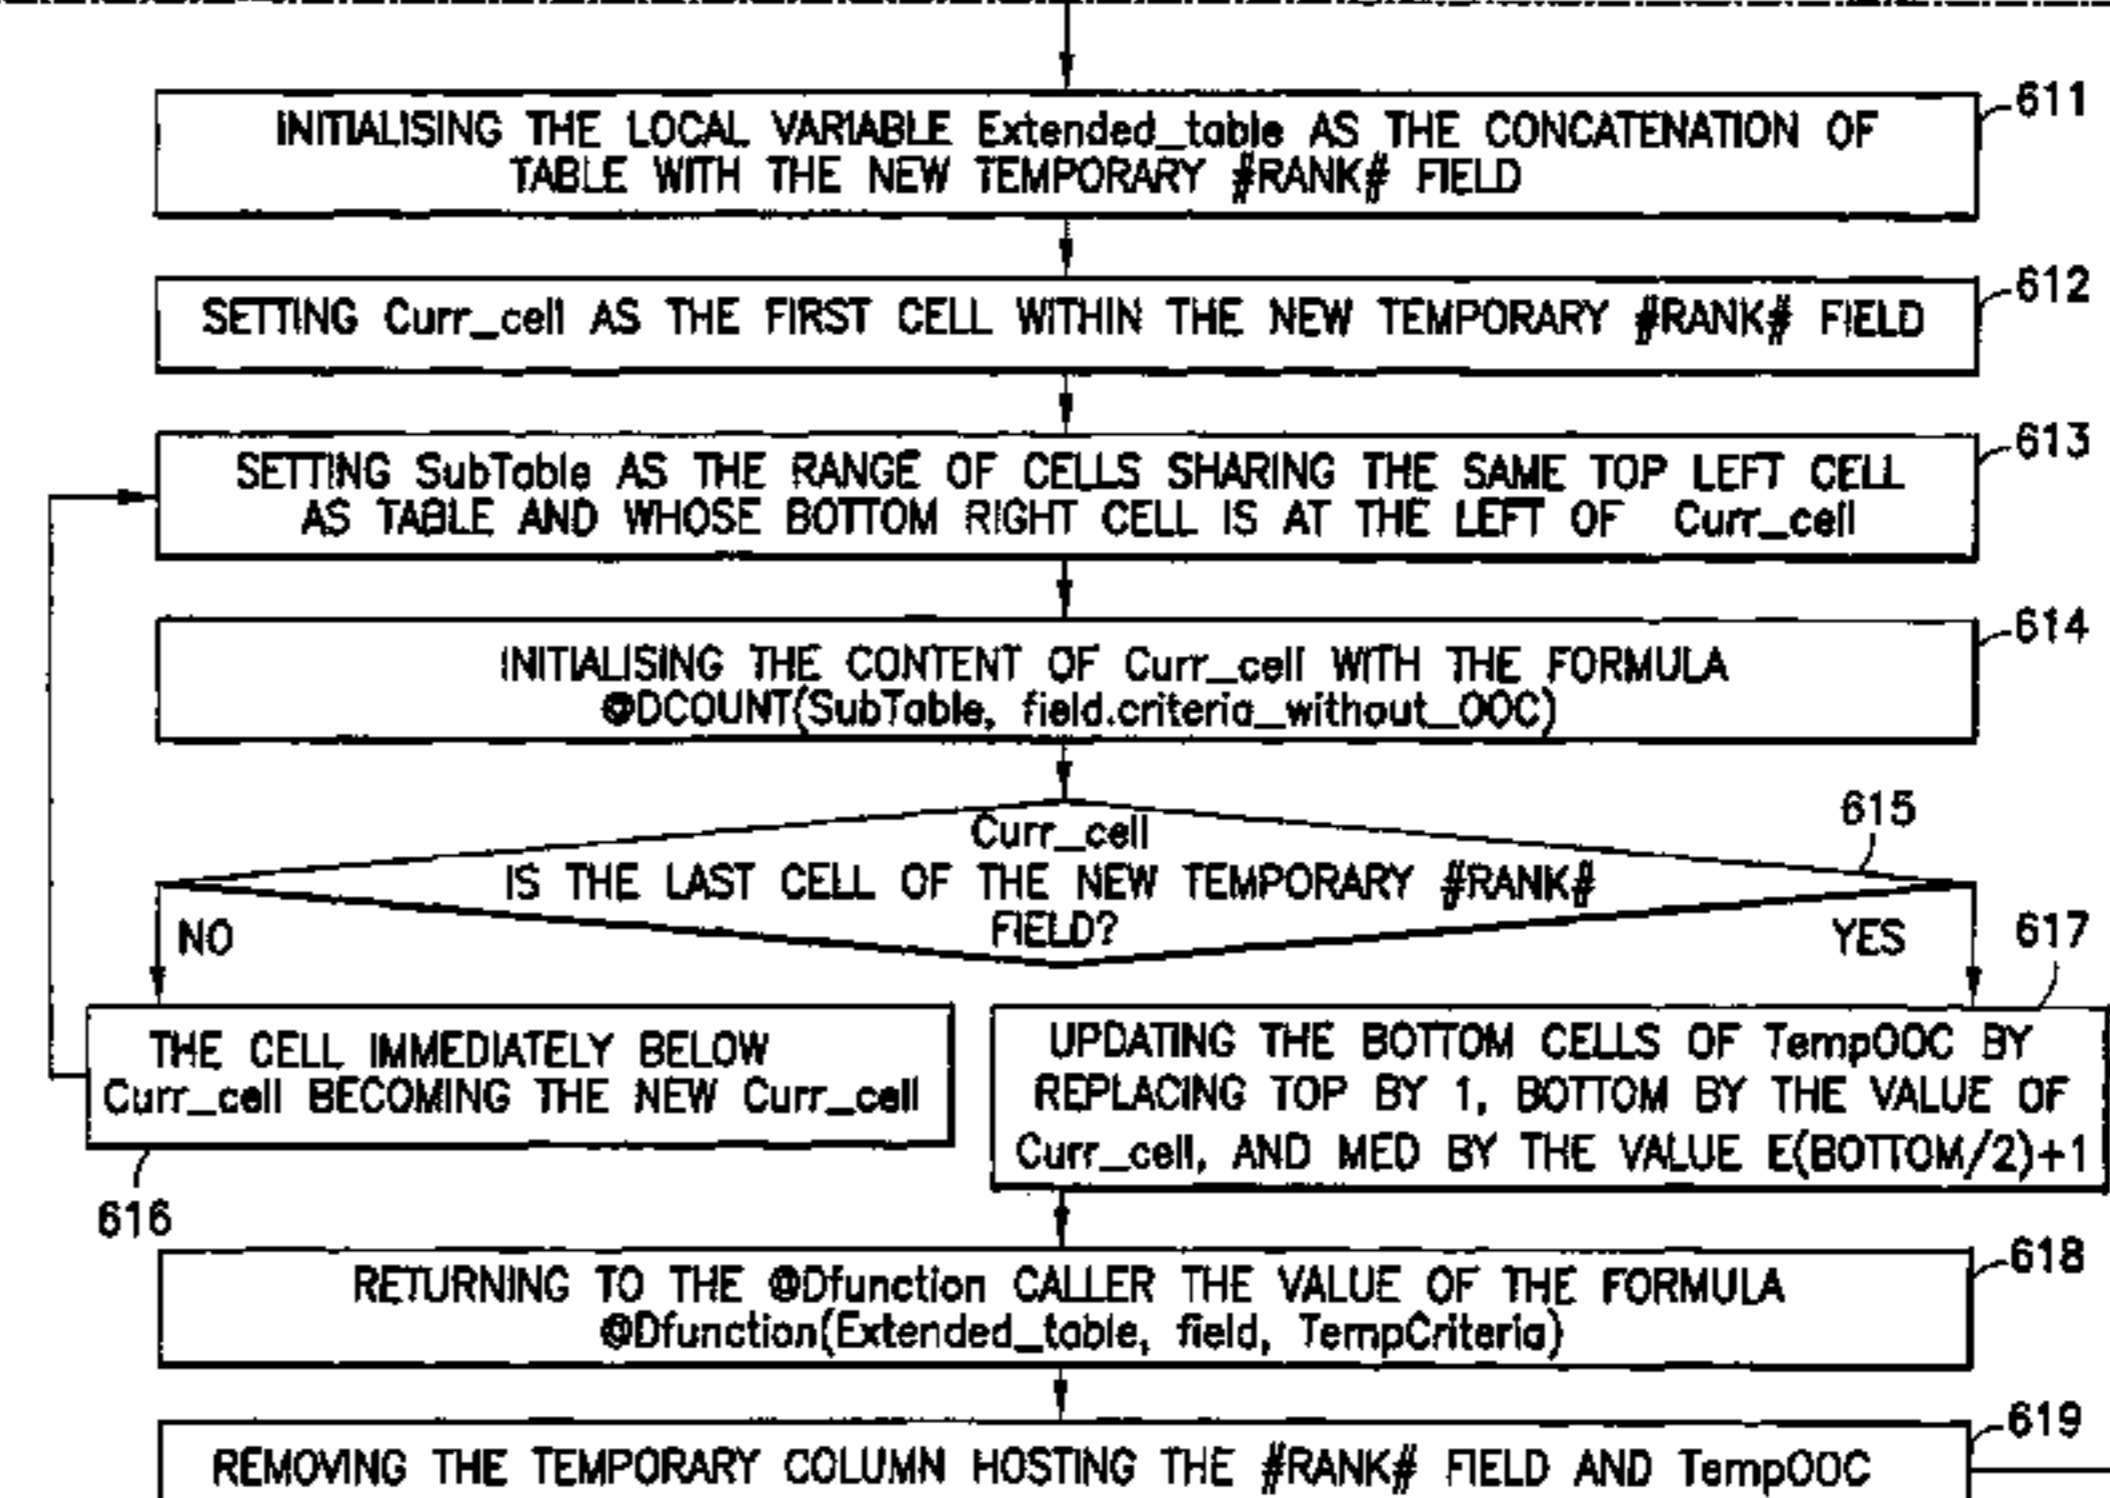 611
INITIALISING THE LOCAL VARIABLE Extended_table AS THE CONCATENATION OF
TABLE WITH THE NEW TEMPORARY #RANK# FIELD
612
SETTING Curr_cell AS THE FIRST CELL WITHIN THE NEW TEMPORARY #RANK# FIELD
613
SETTING SubTable AS THE RANGE OF CELLS SHARING THE SAME TOP LEFT CELL
AS TABLE AND WHOSE BOTTOM RIGHT CELL IS AT THE LEFT OF Curr_cell
614
INITIALISING THE CONTENT OF Curr_cell WITH THE FORMULA
@DCOUNT(SubTable, field.criteria_without_OOC)
615
Curr_cell
IS THE LAST CELL OF THE NEW TEMPORARY #RANK#
FIELD?
NO
YES
617
THE CELL IMMEDIATELY BELOW
Curr_cell BECOMING THE NEW Curr_cell
616
UPDATING THE BOTTOM CELLS OF TempOOC BY
REPLACING TOP BY 1, BOTTOM BY THE VALUE OF
Curr_cell, AND MED BY THE VALUE E(BOTTOM/2)+1
618
RETURNING TO THE @Dfunction CALLER THE VALUE OF THE FORMULA
@Dfunction(Extended_table, field, TempCriteria)
619
REMOVING THE TEMPORARY COLUMN HOSTING THE #RANK# FIELD AND TempOOC